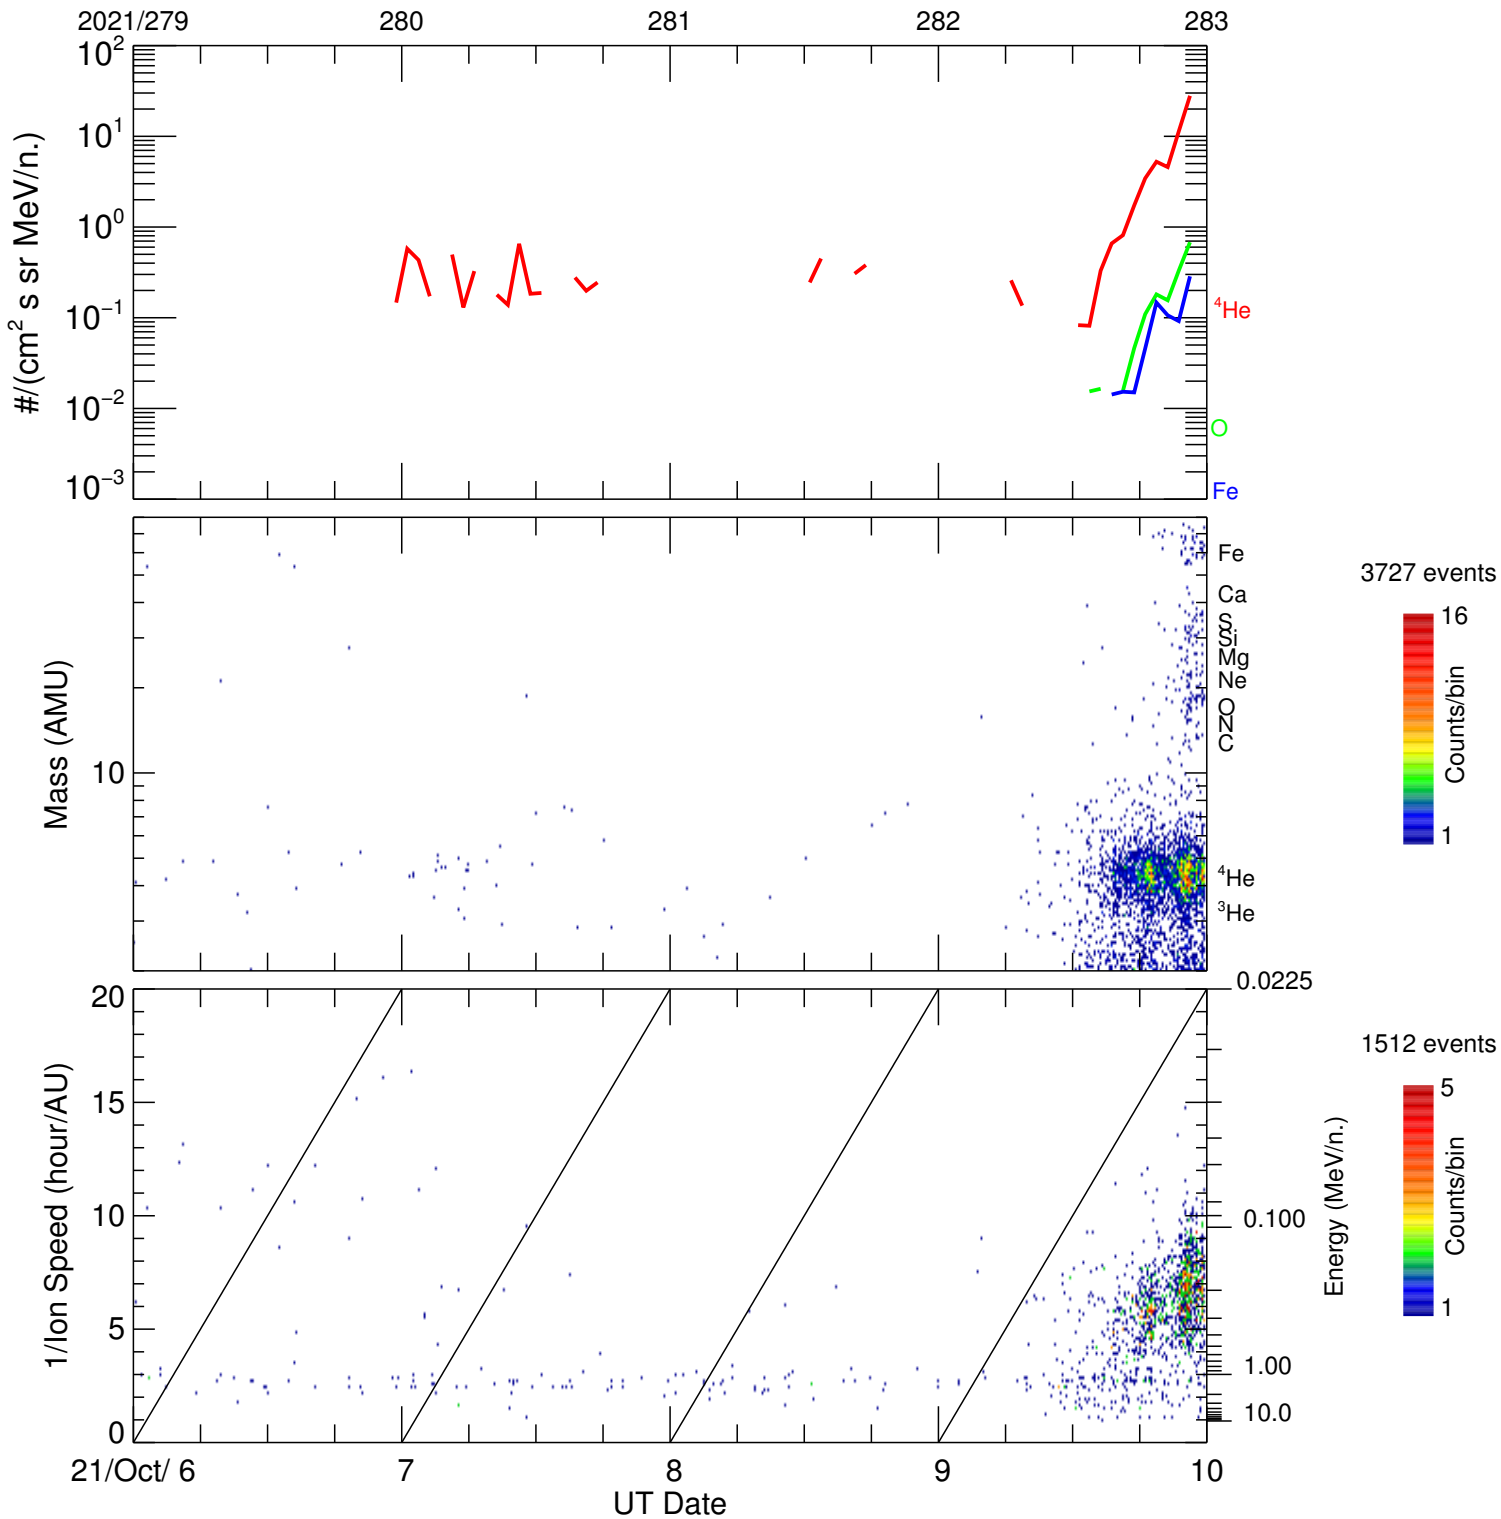 2021/279 280 281 282 283
10²
10¹
10⁰
10⁻¹
10⁻²
10⁻³
#/(cm² s sr MeV/n.)
⁴He
O
Fe
Mass (AMU)
10
Fe
Ca
S
Si
Mg
Ne
O
N
C
⁴He
³He
3727 events
16
Counts/bin
1
20
15
10
5
0
1/Ion Speed (hour/AU)
0.0225
0.100
1.00
10.0
Energy (MeV/n.)
1512 events
5
Counts/bin
1
21/Oct/ 6 7 8 9 10
UT Date